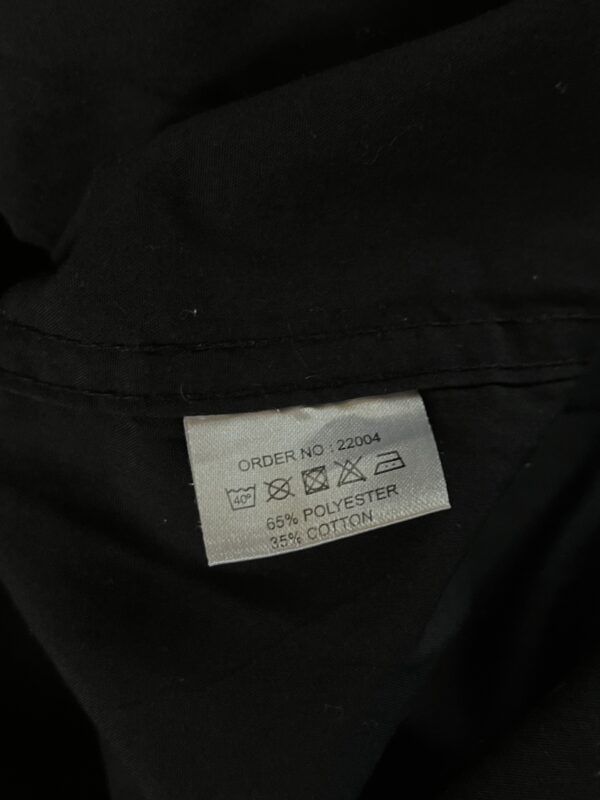 ORDER NO : 22004
40°
65% POLYESTER
35% COTTON